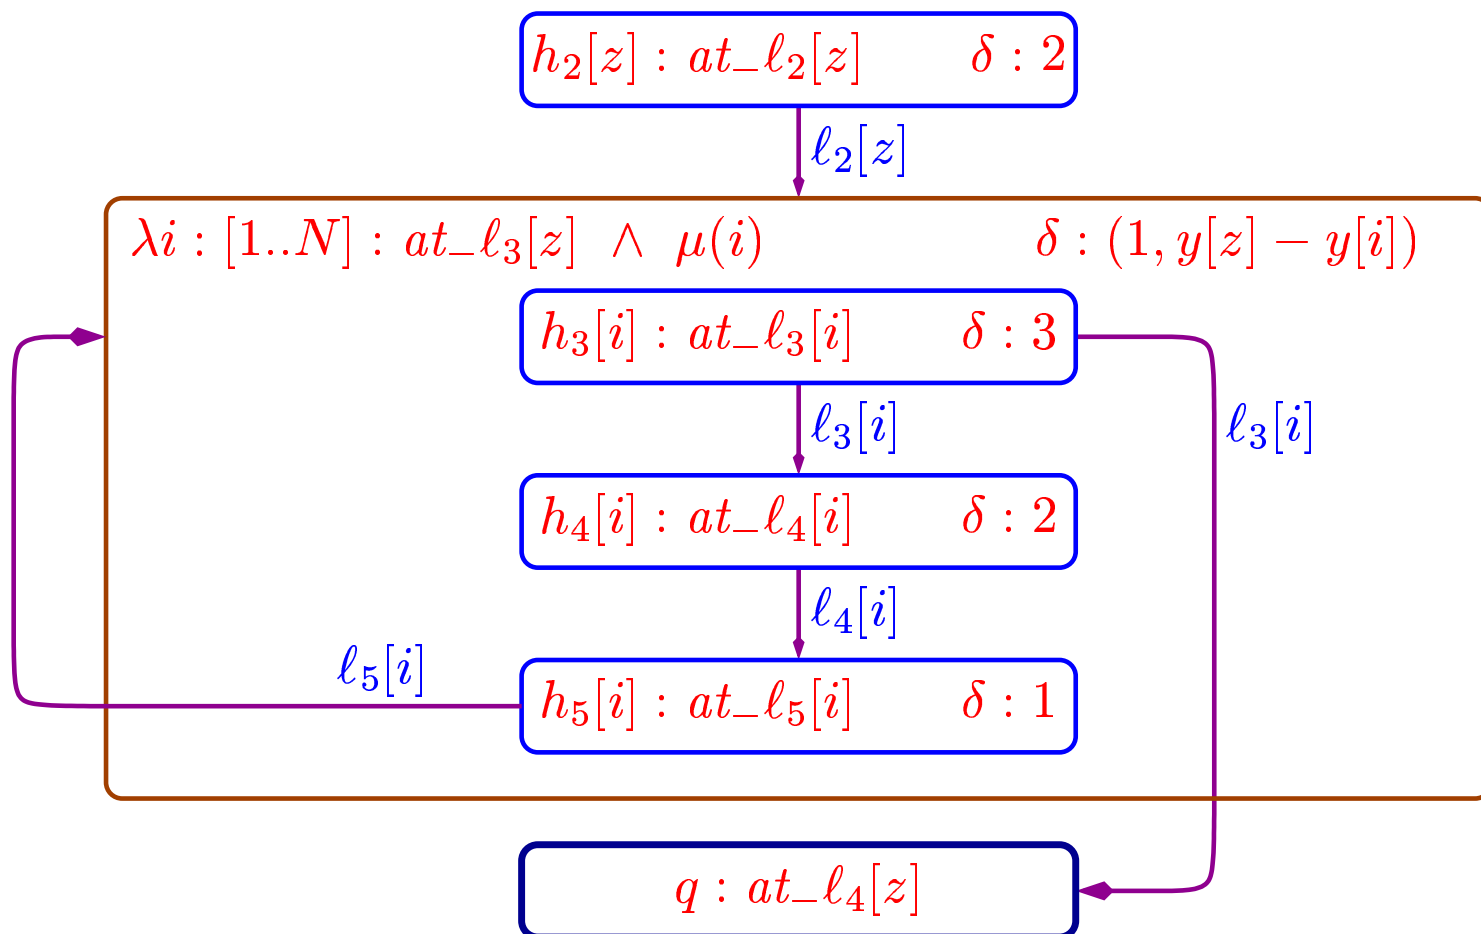 h₂[z] : at_ℓ₂[z] δ : 2
ℓ₂[z]
λi : [1..N] : at_ℓ₃[z] ∧ μ(i) δ : (1, y[z] − y[i])
h₃[i] : at_ℓ₃[i] δ : 3
ℓ₃[i]
ℓ₃[i]
h₄[i] : at_ℓ₄[i] δ : 2
ℓ₄[i]
ℓ₅[i]
h₅[i] : at_ℓ₅[i] δ : 1
q : at_ℓ₄[z]